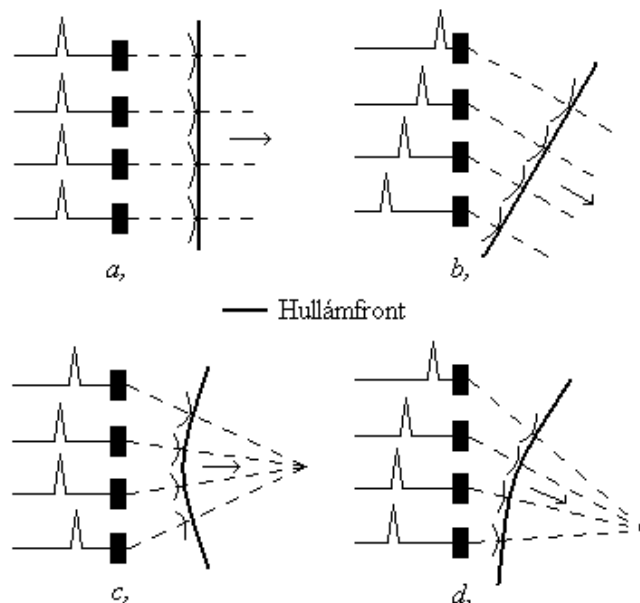 a,
b,
Hullámfront
c,
d,